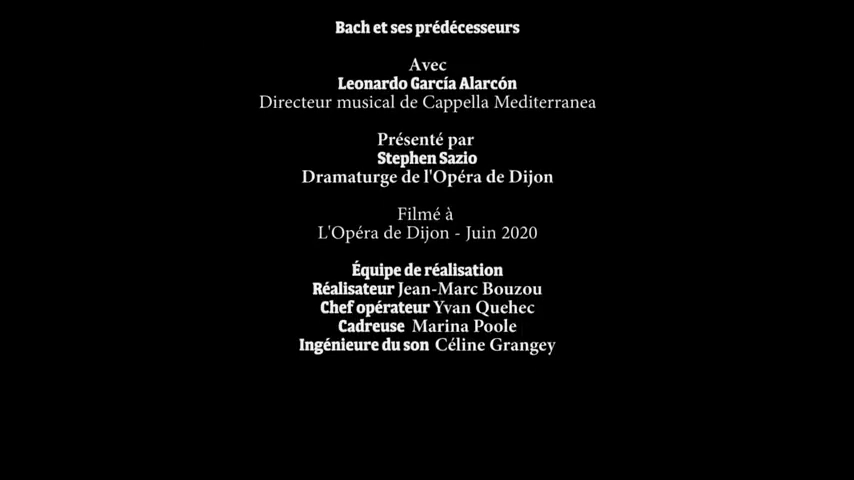 Bach et ses prédécesseurs
Avec
Leonardo García Alarcón
Directeur musical de Cappella Mediterranea
Présenté par
Stephen Sazio
Dramaturge de l'Opéra de Dijon
Filmé à
L'Opéra de Dijon - Juin 2020
Équipe de réalisation
Réalisateur Jean-Marc Bouzou
Chef opérateur Yvan Quehec
Cadreuse Marina Poole
Ingénieure du son Céline Grangey